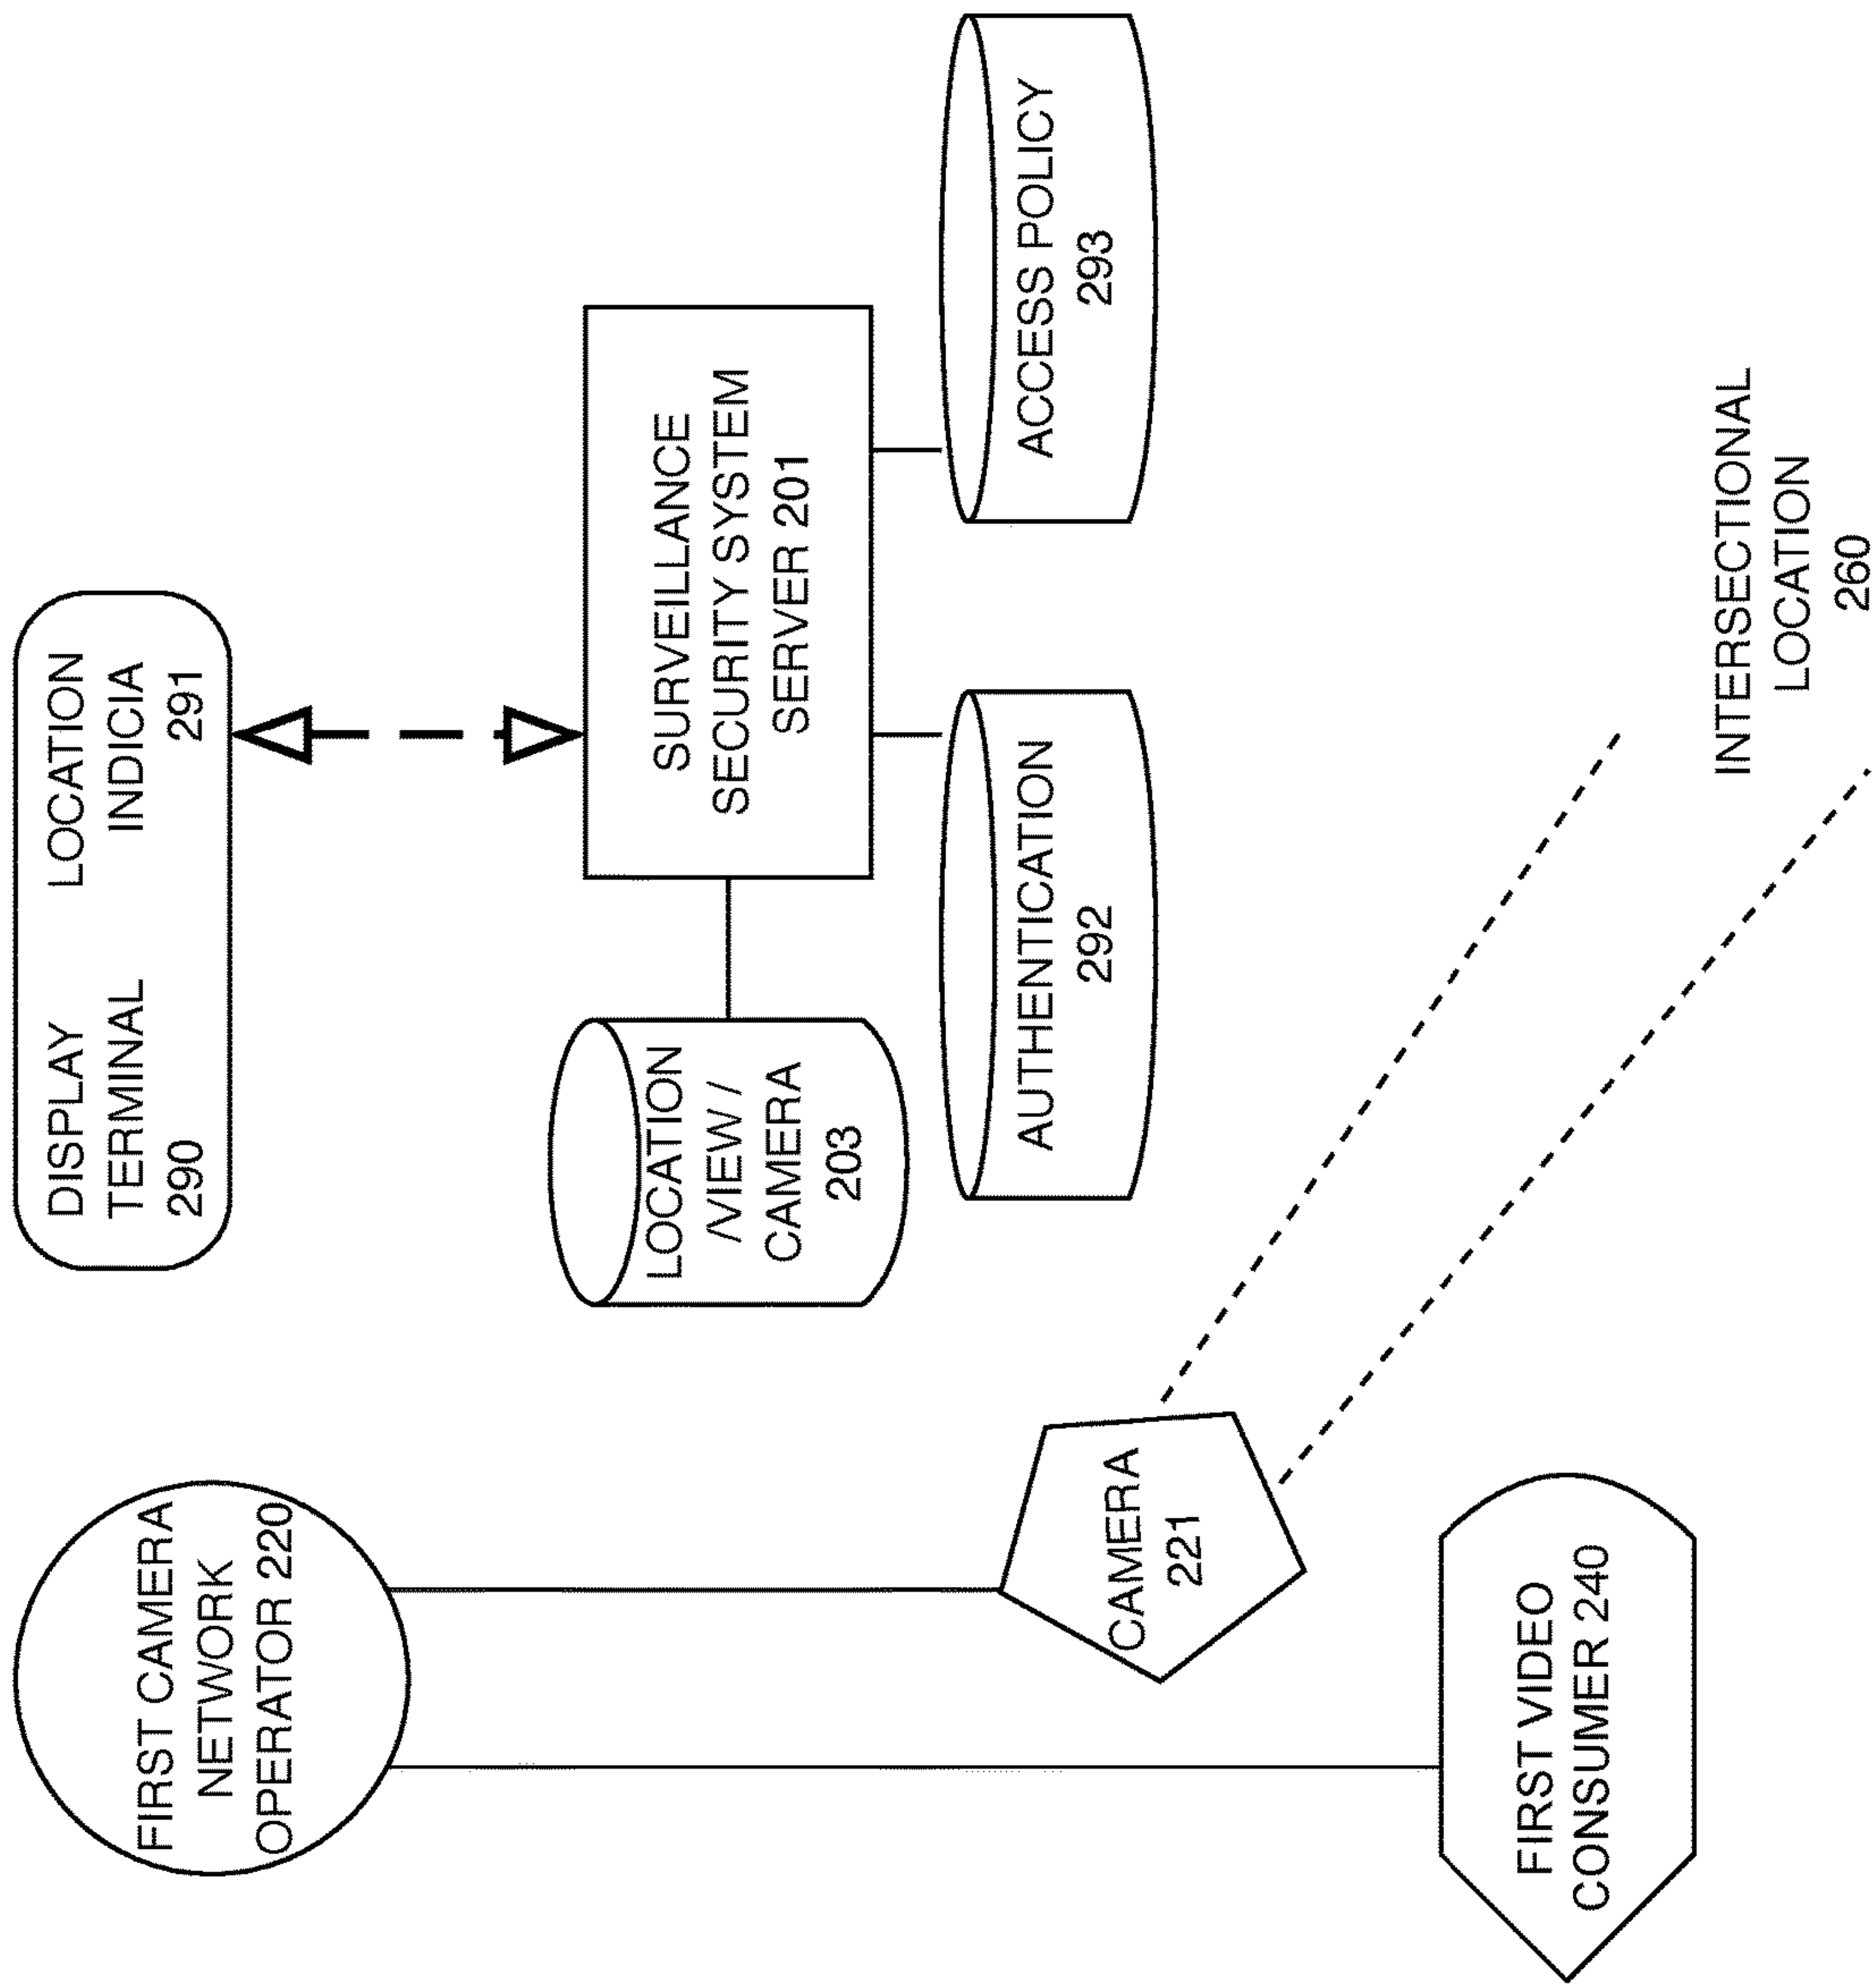 FIRST CAMERA
NETWORK
OPERATOR 220
DISPLAY
TERMINAL
290
LOCATION
INDICIA
291
LOCATION
/VIEW /
CAMERA
203
SURVEILLANCE
SECURITY SYSTEM
SERVER 201
AUTHENTICATION
292
ACCESS POLICY
293
CAMERA
221
FIRST VIDEO
CONSUMER 240
INTERSECTIONAL
LOCATION
260